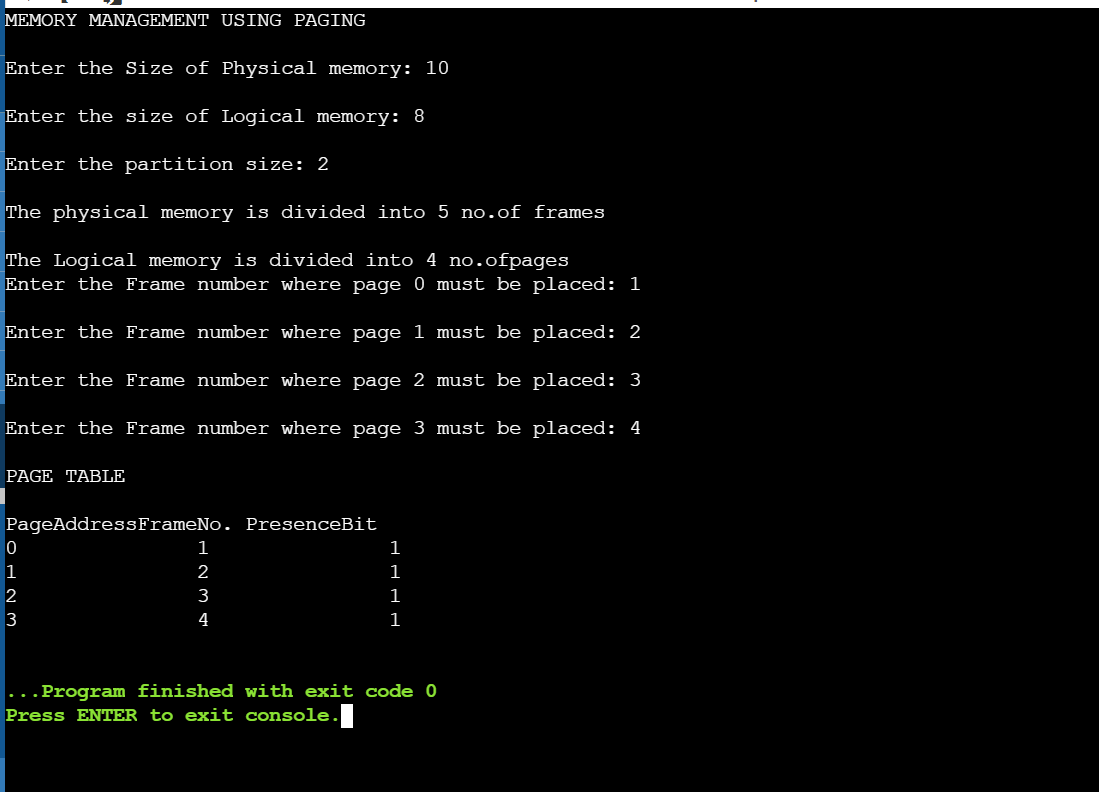 MEMORY MANAGEMENT USING PAGING
Enter the Size of Physical memory: 10
Enter the size of Logical memory: 8
Enter the partition size: 2
The physical memory is divided into 5 no.of frames
The Logical memory is divided into 4 no.ofpages
Enter the Frame number where page 0 must be placed: 1
Enter the Frame number where page 1 must be placed: 2
Enter the Frame number where page 2 must be placed: 3
Enter the Frame number where page 3 must be placed: 4
PAGE TABLE
PageAddressFrameNo. PresenceBit
0 1 1
1 2 1
2 3 1
3 4 1
...Program finished with exit code 0
Press ENTER to exit console.